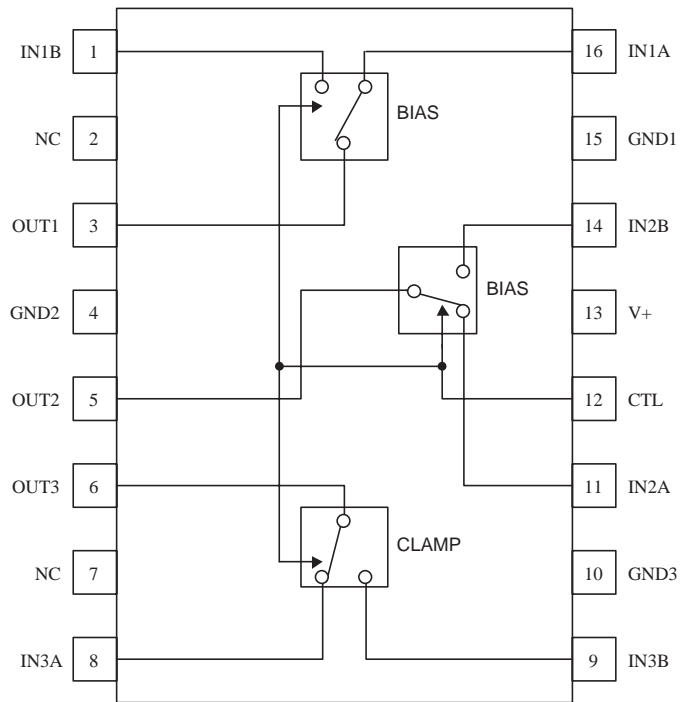 IN1B 1 16 IN1A
BIAS
NC 2 15 GND1
OUT1 3 14 IN2B
BIAS
GND2 4 13 V+
OUT2 5 12 CTL
OUT3 6 11 IN2A
CLAMP
NC 7 10 GND3
IN3A 8 9 IN3B